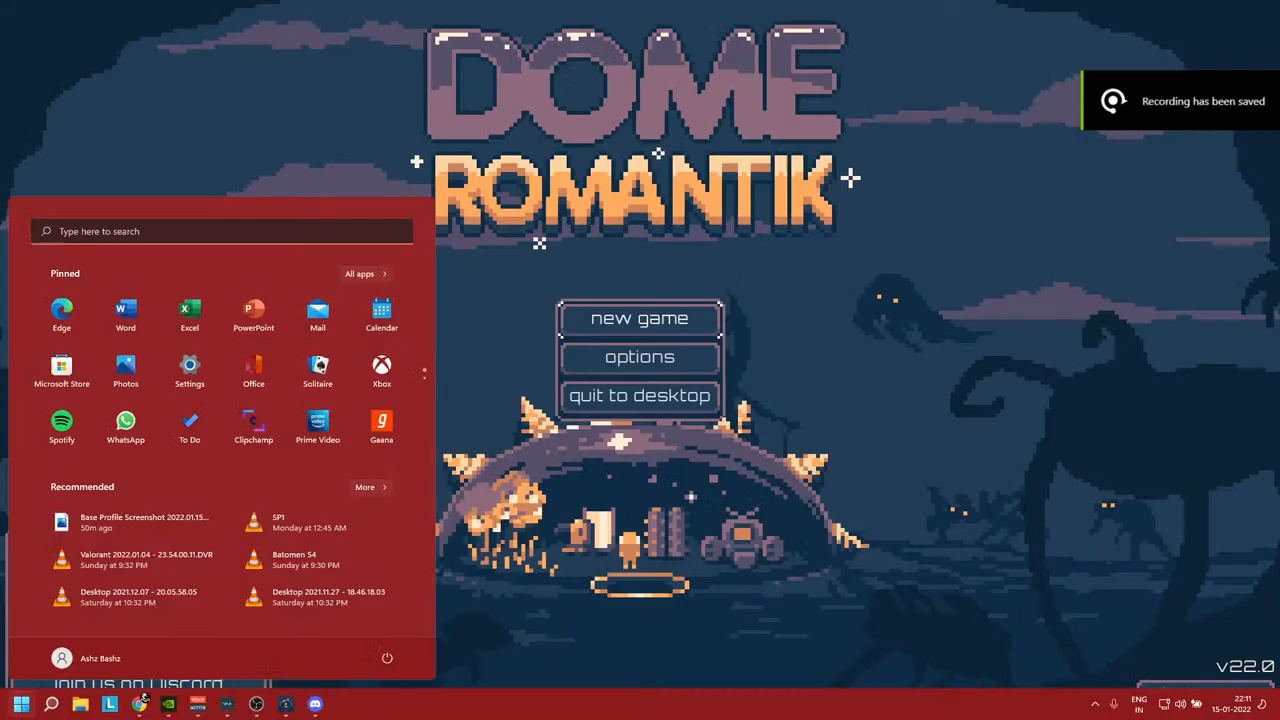 DOME
ROMANTIK
Recording has been saved
Type here to search
Pinned
All apps
Edge
Word
Excel
PowerPoint
Mail
Calendar
Microsoft Store
Photos
Settings
Office
Solitaire
Xbox
Spotify
WhatsApp
To Do
Clipchamp
Prime Video
Gaana
Recommended
More
Base Profile Screenshot 2022.01.15...
50m ago
SP1
Monday at 12:45 AM
Valorant 2022.01.04 - 23.54.00.11.DVR
Sunday at 9:32 PM
Batomen 54
Sunday at 9:30 PM
Desktop 2021.12.07 - 20.05.58.05
Saturday at 10:32 PM
Desktop 2021.11.27 - 18.46.18.03
Saturday at 10:32 PM
Ashz Bashz
new game
options
quit to desktop
join us on Discord
v22.0
ENG
IN
22:11
15-01-2022